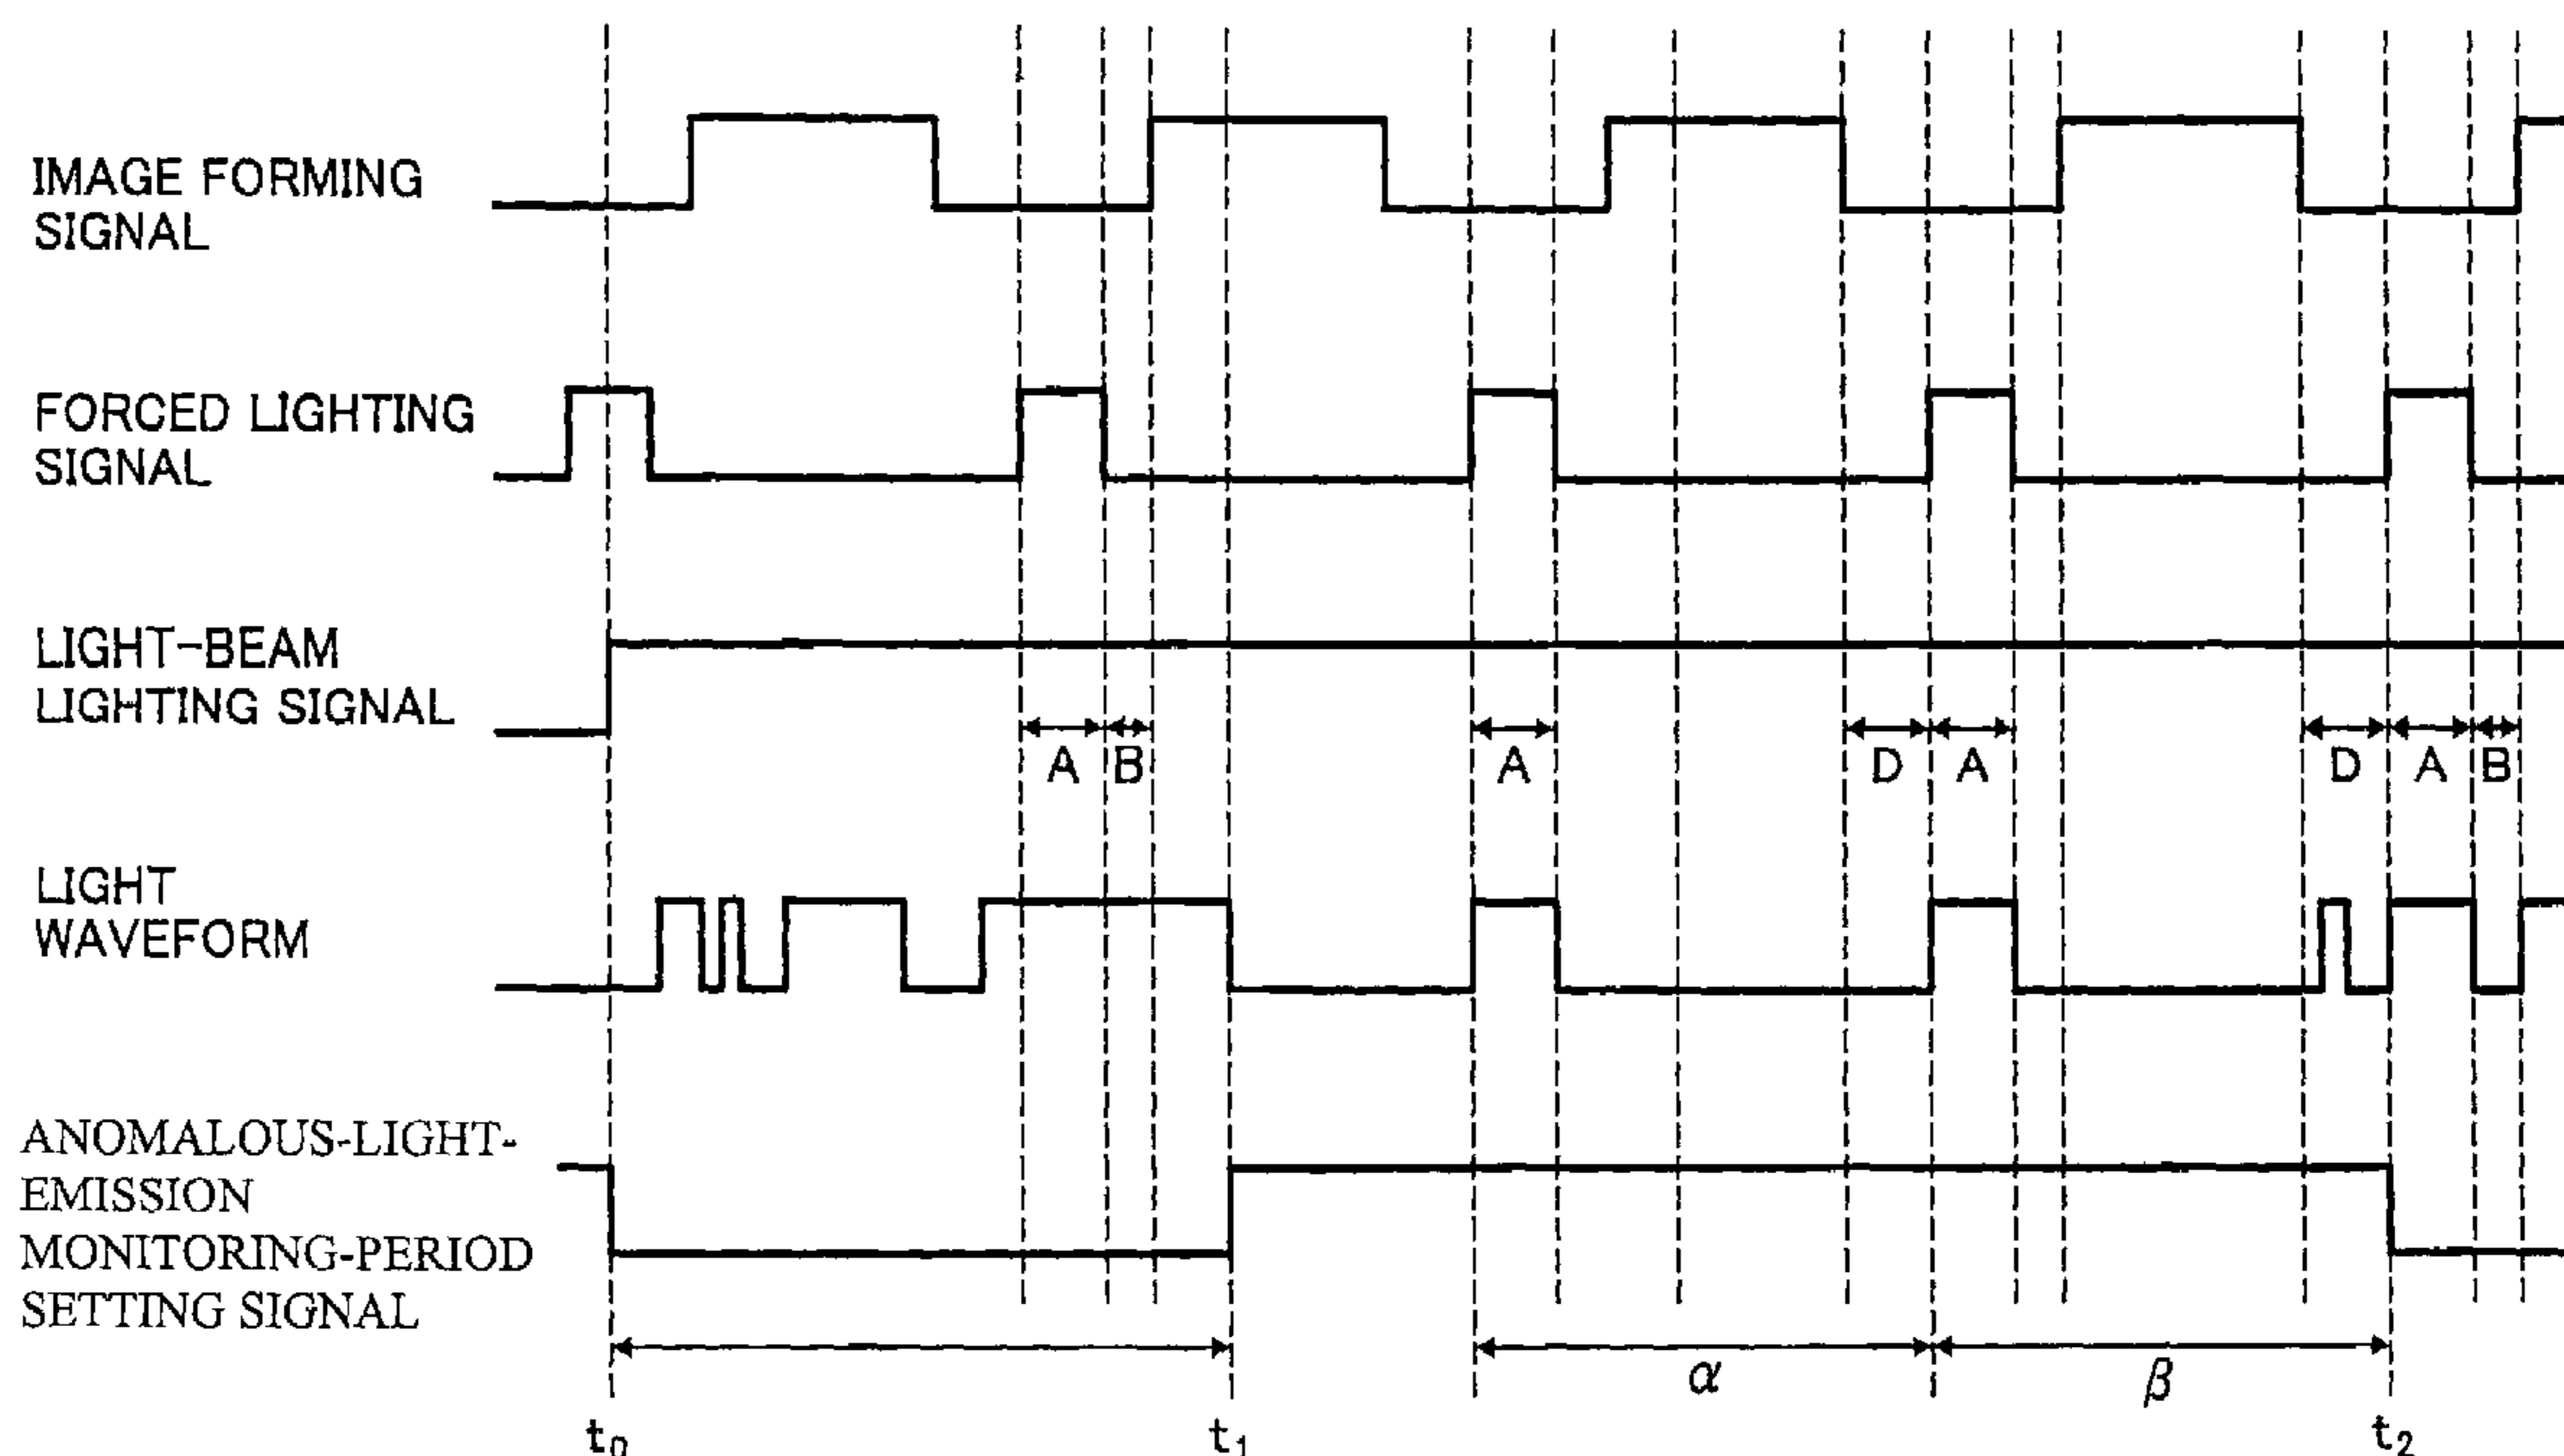 IMAGE FORMING
SIGNAL
FORCED LIGHTING
SIGNAL
LIGHT-BEAM
LIGHTING SIGNAL
A B A D A D A B
LIGHT
WAVEFORM
ANOMALOUS-LIGHT-
EMISSION
MONITORING-PERIOD
SETTING SIGNAL
α β
t₀ t₁ t₂